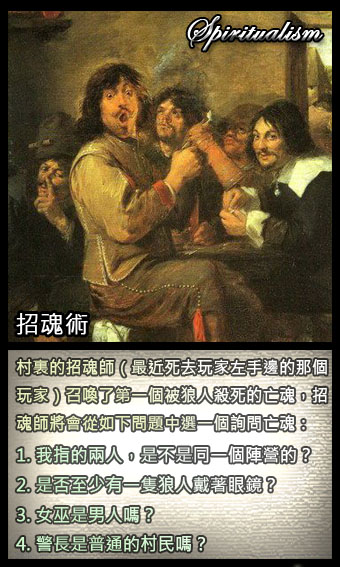 Spiritualism
招魂術
村裏的招魂師（最近死去玩家左手邊的那個
玩家）召喚了第一個被狼人殺死的亡魂，招
魂師將會從如下問題中選一個詢問亡魂：
1. 我指的兩人，是不是同一個陣營的？
2. 是否至少有一隻狼人戴著眼鏡？
3. 女巫是男人嗎？
4. 警長是普通的村民嗎？